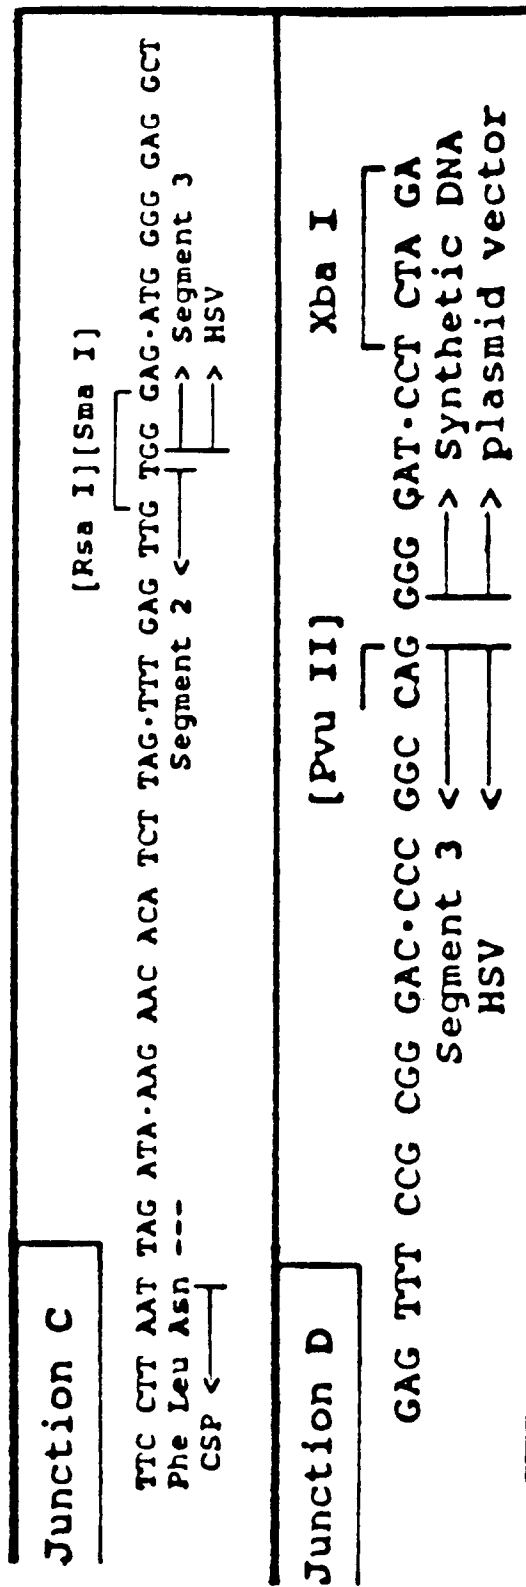 Junction C
[Rsa I][Sma I]
TTC CTT AAT TAG ATA·AAG AAC ACA TCT TAG·TTT GAG TTG TGG GAG·ATG GGG GAG GCT
Phe Leu Asn --- Segment 2 <— —> Segment 3
CSP <— —> HSV
Junction D
[Pvu II] Xba I
GAG TTT CCG CGG GAC·CCC GGC CAG GGG GAT·CCT CTA GA
Segment 3 <— —> Synthetic DNA
HSV <— —> plasmid vector